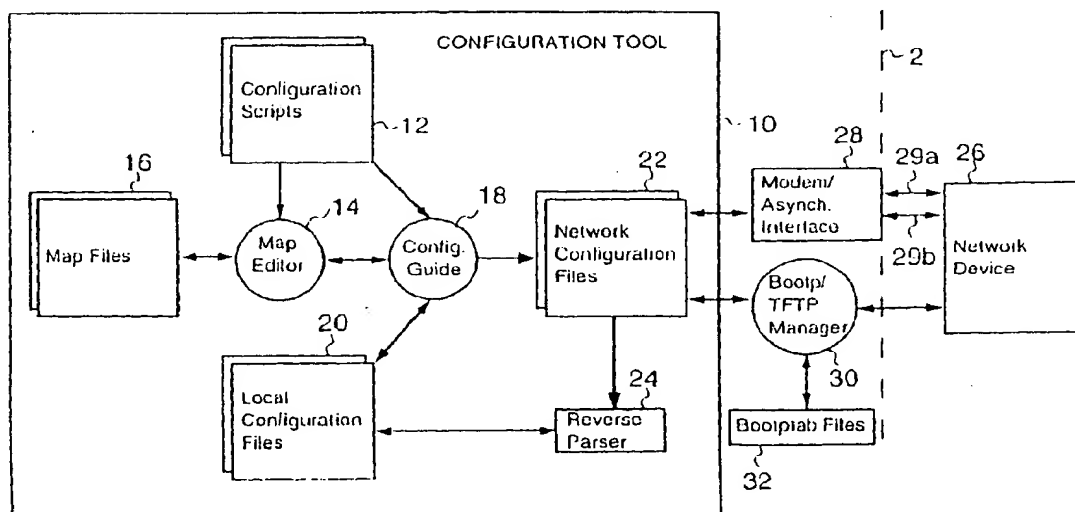 CONFIGURATION TOOL
2
Configuration
Scripts
12
10
28
29a
26
16
22
Modem/
Asynch.
Interface
14
18
Map Files
Map
Editor
Config.
Guide
Network
Configuration
Files
29b
Network
Device
Bootp/
TFTP
Manager
20
30
24
Local
Configuration
Files
Reverse
Parser
Bootptab Files
32